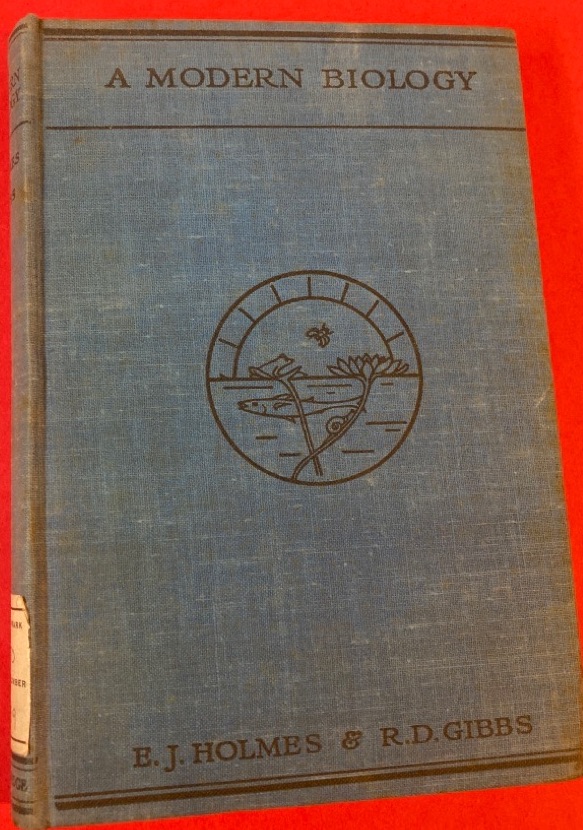 A MODERN BIOLOGY
E. J. HOLMES & R. D. GIBBS